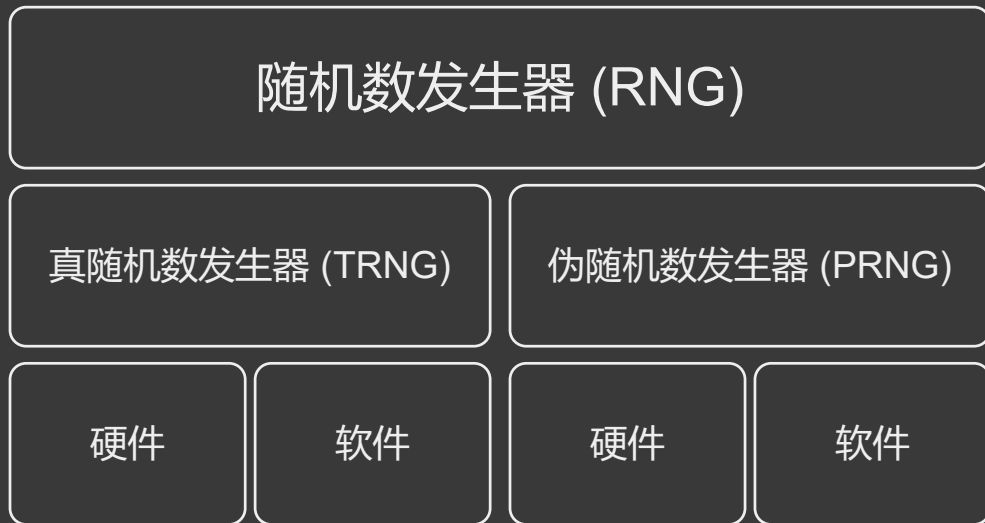 随机数发生器 (RNG)
真随机数发生器 (TRNG)
伪随机数发生器 (PRNG)
硬件
软件
硬件
软件